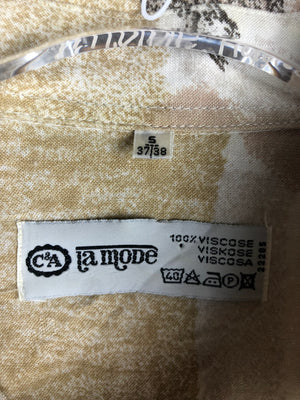 S
37/38
C&A
la mode
100% VISCOSE
VISKOSE
VISCOSA
40 A P
22285